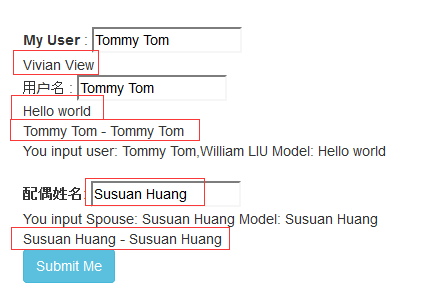 My User : Tommy Tom
Vivian View
用户名 : Tommy Tom
Hello world
Tommy Tom - Tommy Tom
You input user: Tommy Tom,William LIU Model: Hello world
配偶姓名: Susuan Huang
You input Spouse: Susuan Huang Model: Susuan Huang
Susuan Huang - Susuan Huang
Submit Me